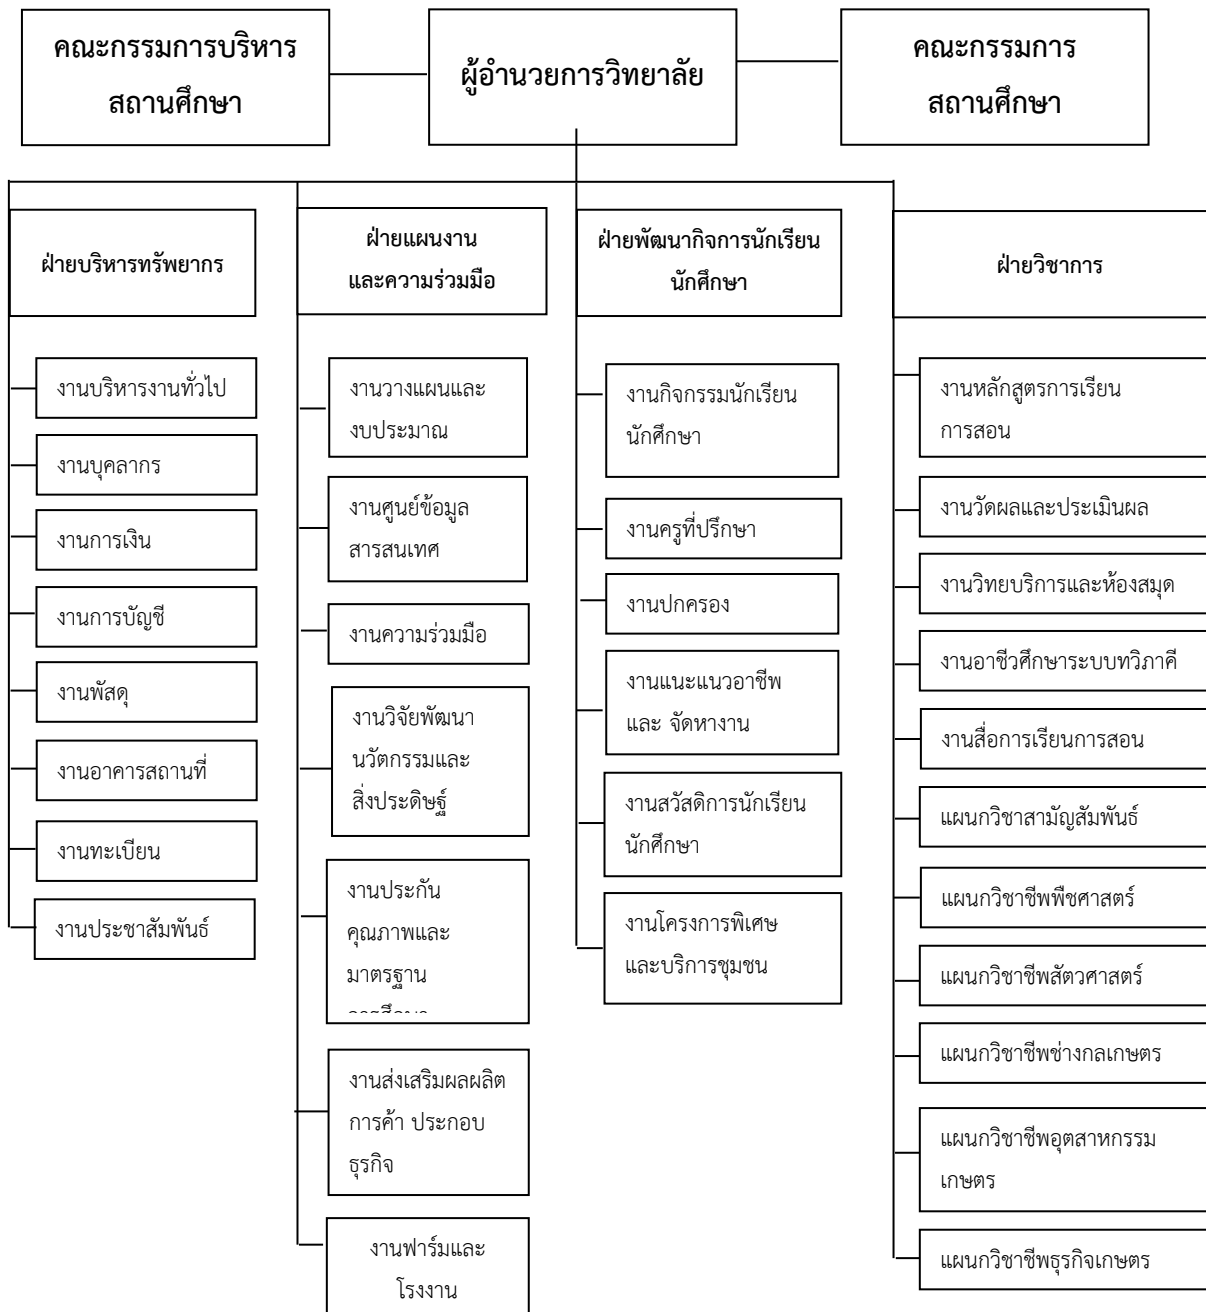 คณะกรรมการบริหาร
สถานศึกษา
ผู้อำนวยการวิทยาลัย
คณะกรรมการ
สถานศึกษา
ฝ่ายบริหารทรัพยากร
งานบริหารงานทั่วไป
งานบุคลากร
งานการเงิน
งานการบัญชี
งานพัสดุ
งานอาคารสถานที่
งานทะเบียน
งานประชาสัมพันธ์
ฝ่ายแผนงาน
และความร่วมมือ
งานวางแผนและ
งบประมาณ
งานศูนย์ข้อมูล
สารสนเทศ
งานความร่วมมือ
งานวิจัยพัฒนา
นวัตกรรมและ
สิ่งประดิษฐ์
งานประกัน
คุณภาพและ
มาตรฐาน
งานส่งเสริมผลผลิต
การค้า ประกอบ
ธุรกิจ
งานฟาร์มและ
โรงงาน
ฝ่ายพัฒนากิจการนักเรียน
นักศึกษา
งานกิจกรรมนักเรียน
นักศึกษา
งานครูที่ปรึกษา
งานปกครอง
งานแนะแนวอาชีพ
และ จัดหางาน
งานสวัสดิการนักเรียน
นักศึกษา
งานโครงการพิเศษ
และบริการชุมชน
ฝ่ายวิชาการ
งานหลักสูตรการเรียน
การสอน
งานวัดผลและประเมินผล
งานวิทยบริการและห้องสมุด
งานอาชีวศึกษาระบบทวิภาคี
งานสื่อการเรียนการสอน
แผนกวิชาสามัญสัมพันธ์
แผนกวิชาชีพพืชศาสตร์
แผนกวิชาชีพสัตวศาสตร์
แผนกวิชาชีพช่างกลเกษตร
แผนกวิชาชีพอุตสาหกรรม
เกษตร
แผนกวิชาชีพธุรกิจเกษตร